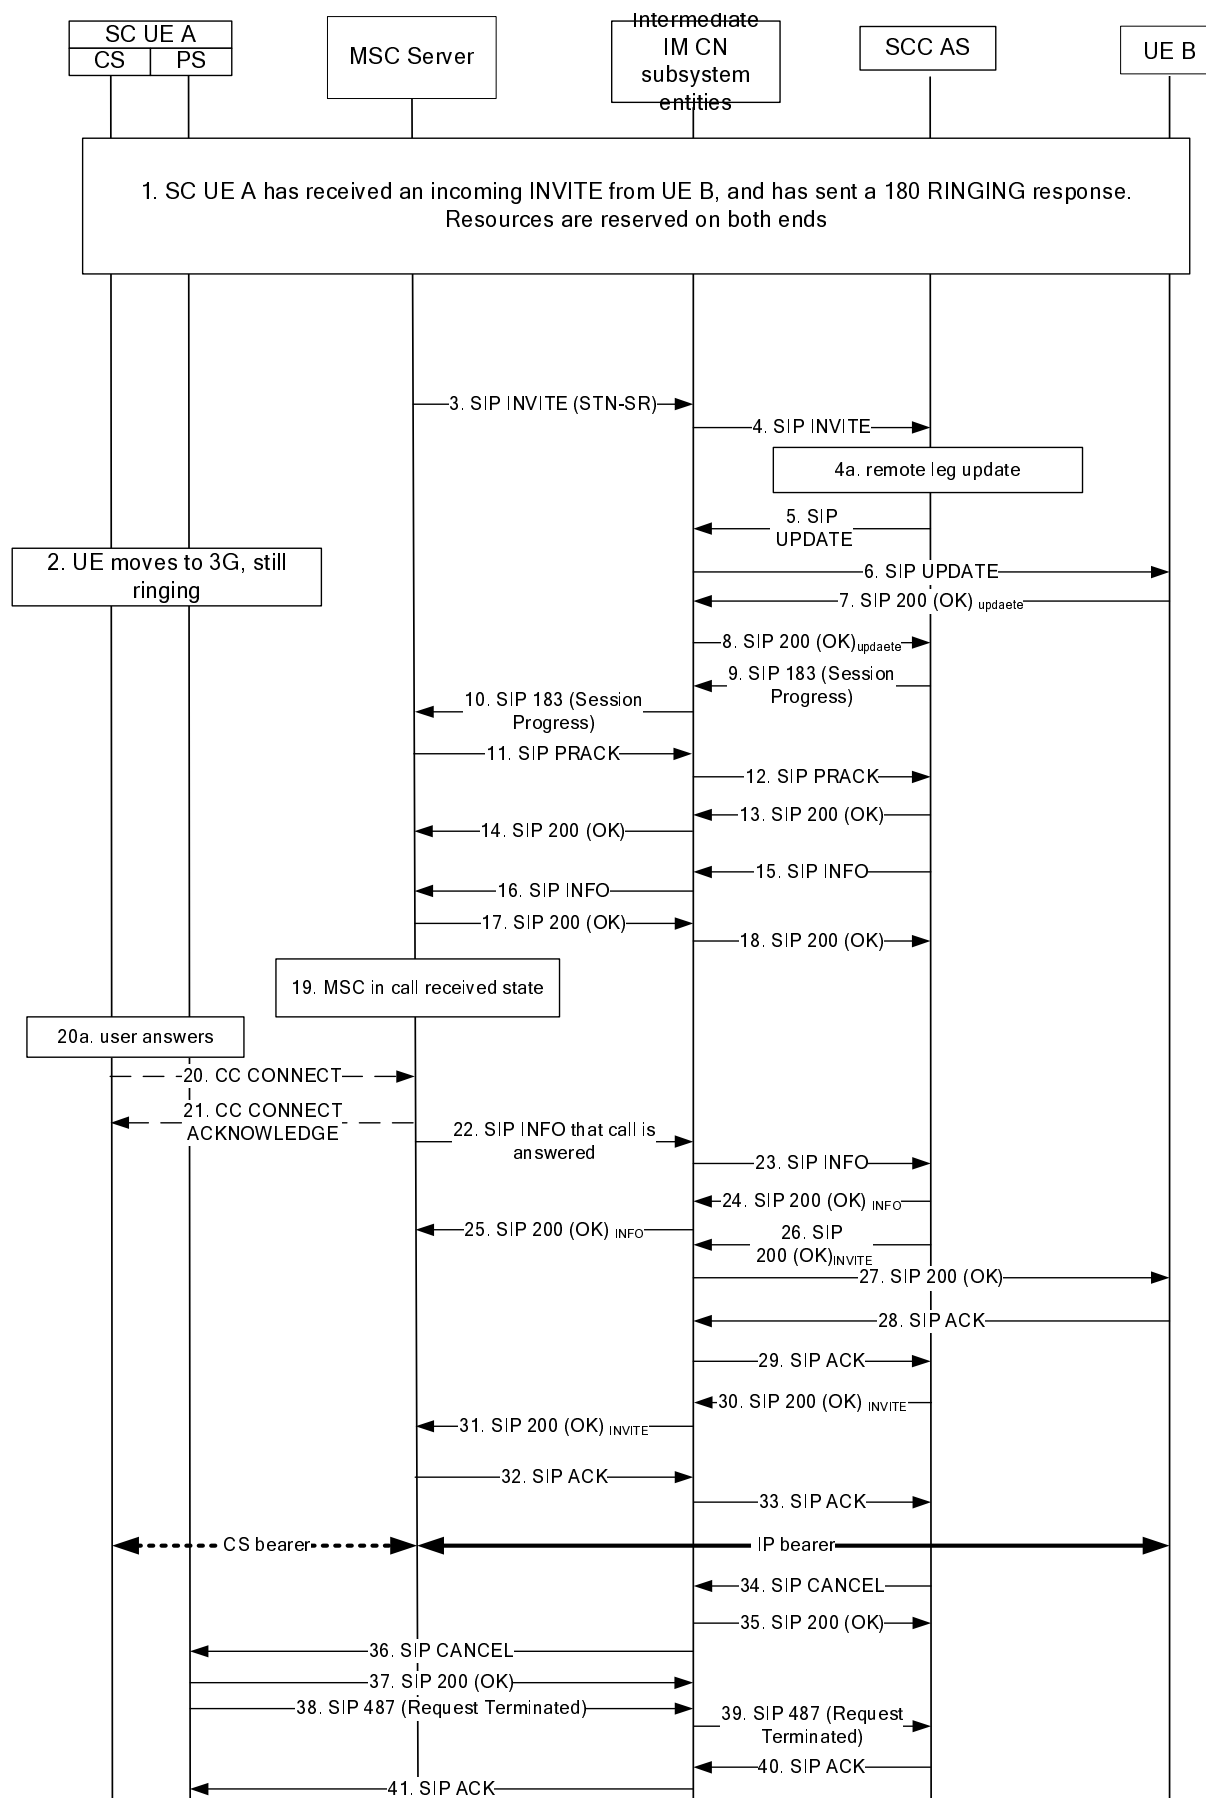 SC UE A
CS
PS
MSC Server
Intermediate
IM CN
subsystem
entities
SCC AS
UE B
1. SC UE A has received an incoming INVITE from UE B, and has sent a 180 RINGING response.
Resources are reserved on both ends
3. SIP INVITE (STN-SR)
4. SIP INVITE
4a. remote leg update
5. SIP
UPDATE
2. UE moves to 3G, still
ringing
6. SIP UPDATE
7. SIP 200 (OK) updaete
8. SIP 200 (OK)updaete
9. SIP 183 (Session
Progress)
10. SIP 183 (Session
Progress)
11. SIP PRACK
12. SIP PRACK
13. SIP 200 (OK)
14. SIP 200 (OK)
15. SIP INFO
16. SIP INFO
17. SIP 200 (OK)
18. SIP 200 (OK)
19. MSC in call received state
20a. user answers
20. CC CONNECT
21. CC CONNECT
ACKNOWLEDGE
22. SIP INFO that call is
answered
23. SIP INFO
24. SIP 200 (OK) INFO
25. SIP 200 (OK) INFO
26. SIP
200 (OK)INVITE
27. SIP 200 (OK)
28. SIP ACK
29. SIP ACK
30. SIP 200 (OK) INVITE
31. SIP 200 (OK) INVITE
32. SIP ACK
33. SIP ACK
CS bearer
IP bearer
34. SIP CANCEL
35. SIP 200 (OK)
36. SIP CANCEL
37. SIP 200 (OK)
38. SIP 487 (Request Terminated)
39. SIP 487 (Request
Terminated)
40. SIP ACK
41. SIP ACK